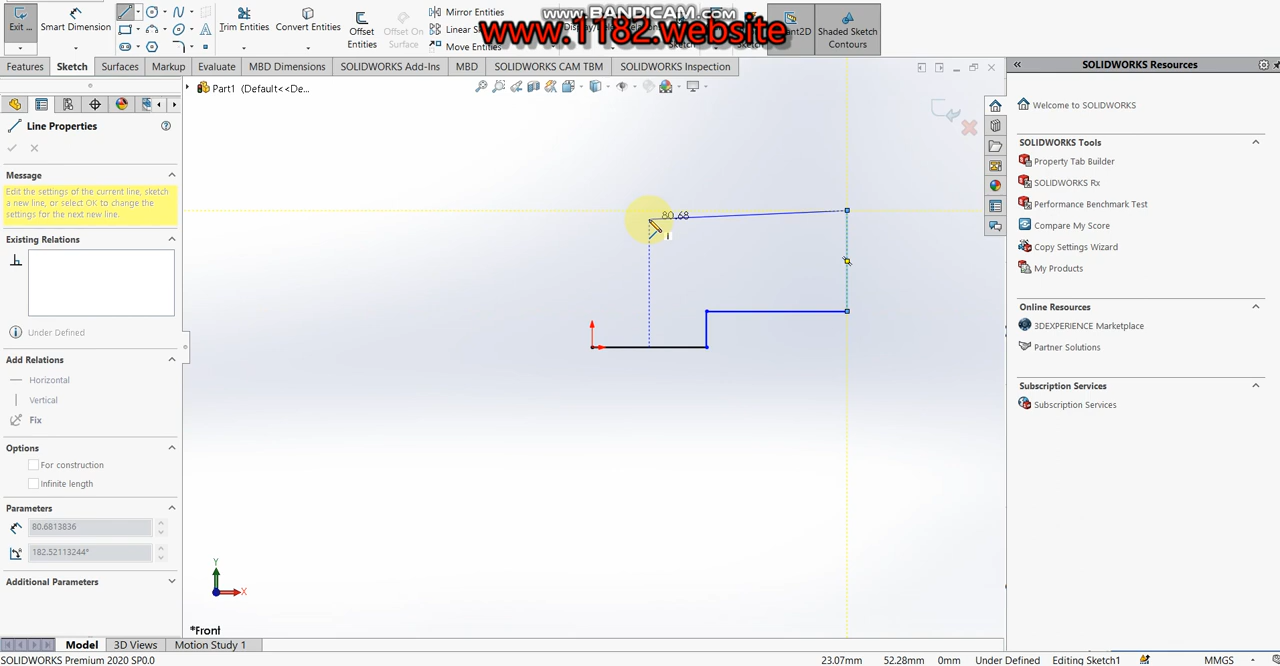 www.BANDICAM.com
www.1182.website
Exit ...
Smart Dimension
Trim Entities
Convert Entities
Offset Entities
Offset On Surface
Mirror Entities
Linear Sk
Move Entities
Shaded Sketch Contours
Features
Sketch
Surfaces
Markup
Evaluate
MBD Dimensions
SOLIDWORKS Add-Ins
MBD
SOLIDWORKS CAM TBM
SOLIDWORKS Inspection
Part1 (Default<<De...
Line Properties
Message
Edit the settings of the current line, sketch
a new line, or select OK to change the
settings for the next new line.
Existing Relations
Under Defined
Add Relations
Horizontal
Vertical
Fix
Options
For construction
Infinite length
Parameters
80.6813836
182.52113244°
Additional Parameters
80.68
Y
X
*Front
SOLIDWORKS Resources
Welcome to SOLIDWORKS
SOLIDWORKS Tools
Property Tab Builder
SOLIDWORKS Rx
Performance Benchmark Test
Compare My Score
Copy Settings Wizard
My Products
Online Resources
3DEXPERIENCE Marketplace
Partner Solutions
Subscription Services
Subscription Services
Model
3D Views
Motion Study 1
SOLIDWORKS Premium 2020 SP0.0
23.07mm
52.28mm
0mm
Under Defined
Editing Sketch1
MMGS